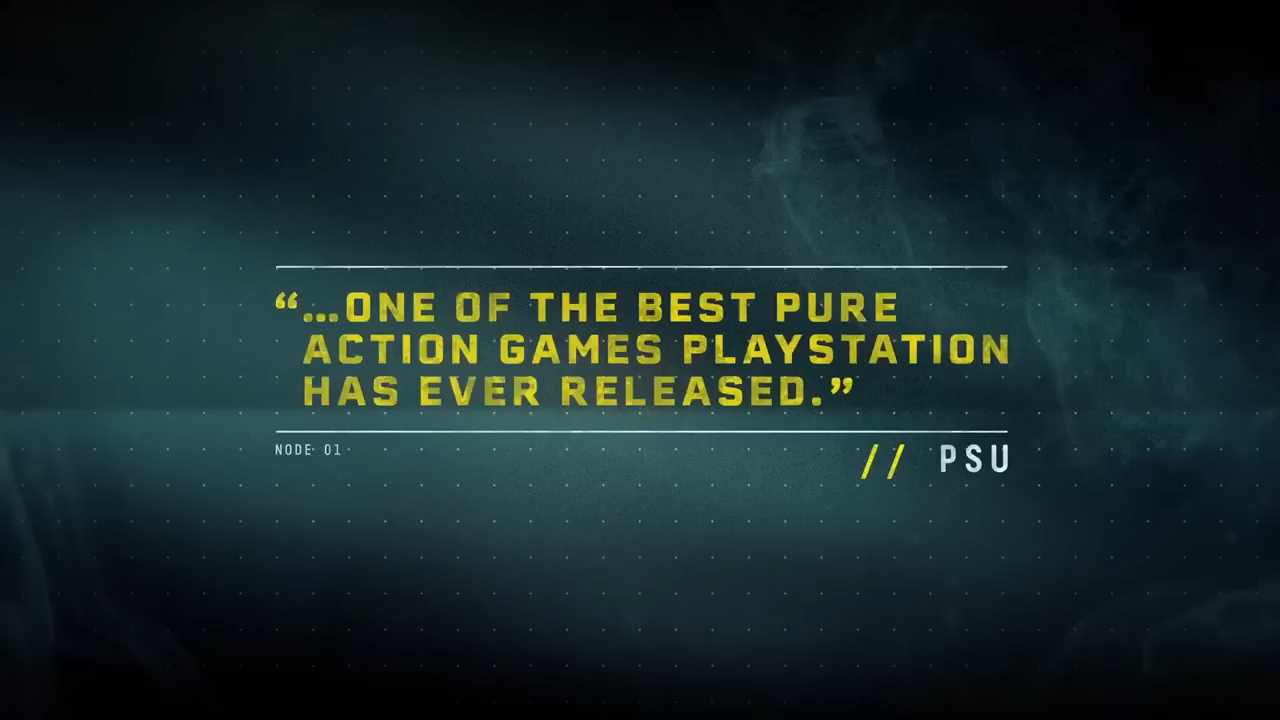 “…ONE OF THE BEST PURE
ACTION GAMES PLAYSTATION
HAS EVER RELEASED.”
NODE 01
// PSU